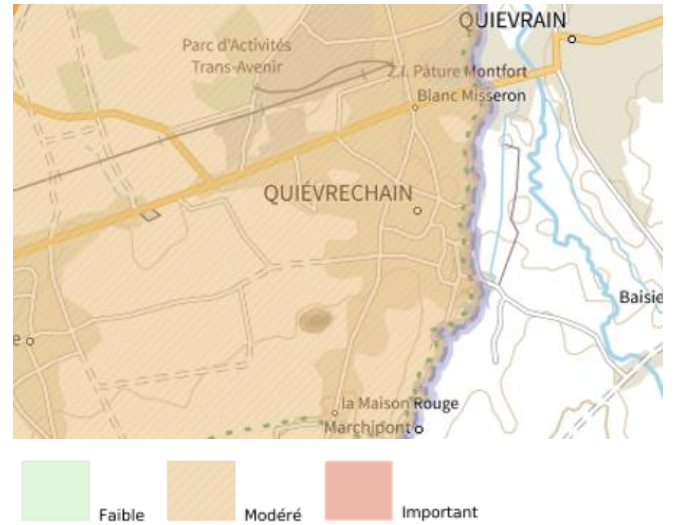 QUIEVRAIN
Parc d'Activités
Trans-Avenir
Z.I. Pâture Montfort
Blanc Misseron
QUIÉVRECHAIN
Baisie
e
la Maison Rouge
Marchipont
Faible
Modéré
Important